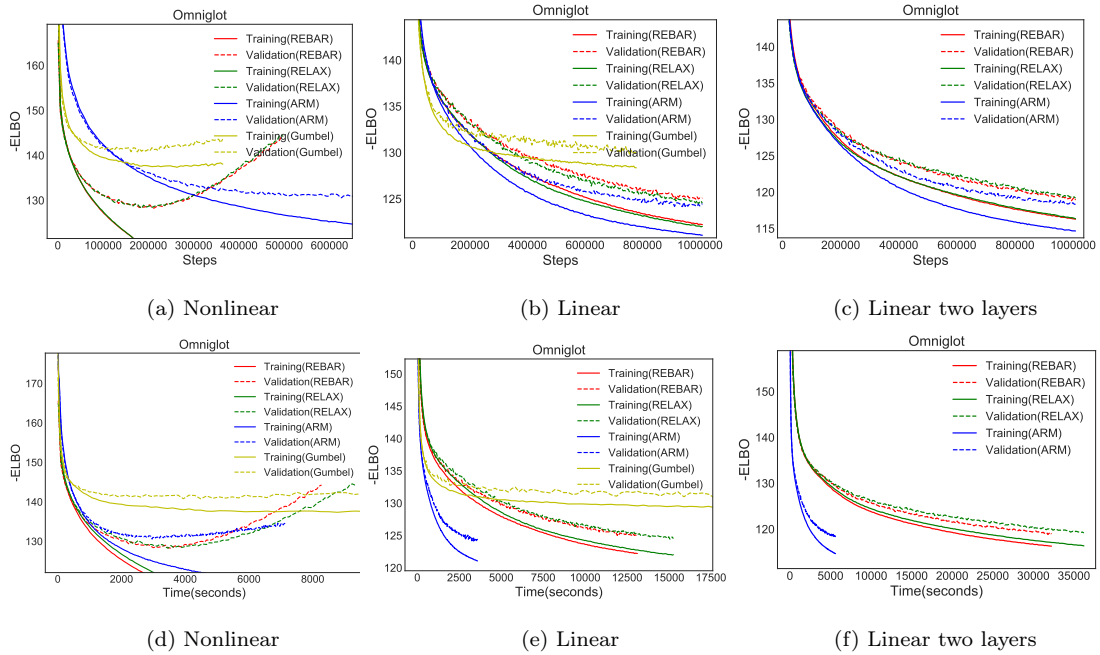 Omniglot
-ELBO
160
150
140
130
Training(REBAR)
Validation(REBAR)
Training(RELAX)
Validation(RELAX)
Training(ARM)
Validation(ARM)
Training(Gumbel)
Validation(Gumbel)
0 100000 200000 300000 400000 500000 600000
Steps
(a) Nonlinear
Omniglot
-ELBO
140
135
130
125
Training(REBAR)
Validation(REBAR)
Training(RELAX)
Validation(RELAX)
Training(ARM)
Validation(ARM)
Training(Gumbel)
Validation(Gumbel)
0 200000 400000 600000 800000 1000000
Steps
(b) Linear
Omniglot
-ELBO
140
135
130
125
120
115
Training(REBAR)
Validation(REBAR)
Training(RELAX)
Validation(RELAX)
Training(ARM)
Validation(ARM)
0 200000 400000 600000 800000 1000000
Steps
(c) Linear two layers
Omniglot
-ELBO
170
160
150
140
130
Training(REBAR)
Validation(REBAR)
Training(RELAX)
Validation(RELAX)
Training(ARM)
Validation(ARM)
Training(Gumbel)
Validation(Gumbel)
0 2000 4000 6000 8000
Time(seconds)
(d) Nonlinear
Omniglot
-ELBO
150
145
140
135
130
125
120
Training(REBAR)
Validation(REBAR)
Training(RELAX)
Validation(RELAX)
Training(ARM)
Validation(ARM)
Training(Gumbel)
Validation(Gumbel)
0 2500 5000 7500 10000 12500 15000 17500
Time(seconds)
(e) Linear
Omniglot
-ELBO
150
140
130
120
Training(REBAR)
Validation(REBAR)
Training(RELAX)
Validation(RELAX)
Training(ARM)
Validation(ARM)
0 5000 10000 15000 20000 25000 30000 35000
Time(seconds)
(f) Linear two layers